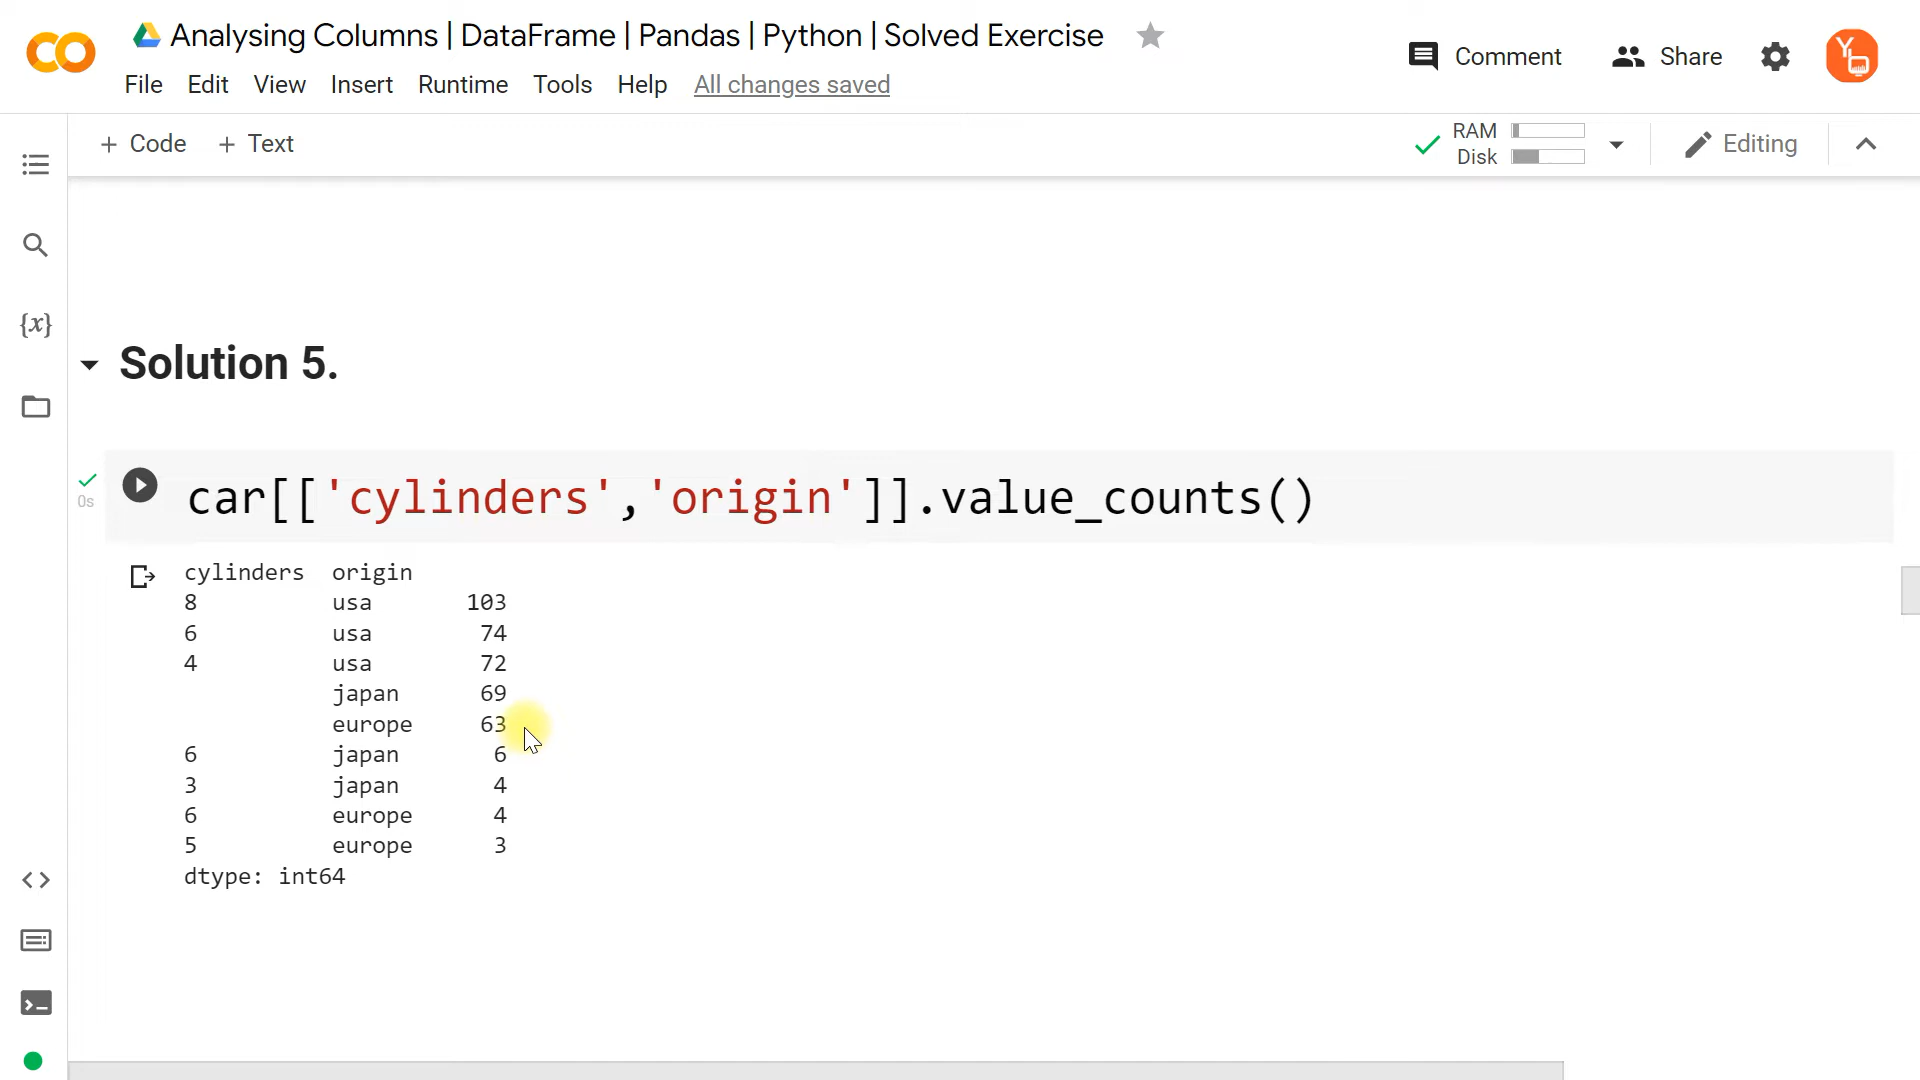 Analysing Columns | DataFrame | Pandas | Python | Solved Exercise
Comment
Share
File Edit View Insert Runtime Tools Help All changes saved
+ Code + Text
RAM
Disk
Editing
{x}
Solution 5.
0s
car[['cylinders','origin']].value_counts()
cylinders origin
8 usa 103
6 usa 74
4 usa 72
japan 69
europe 63
6 japan 6
3 japan 4
6 europe 4
5 europe 3
dtype: int64